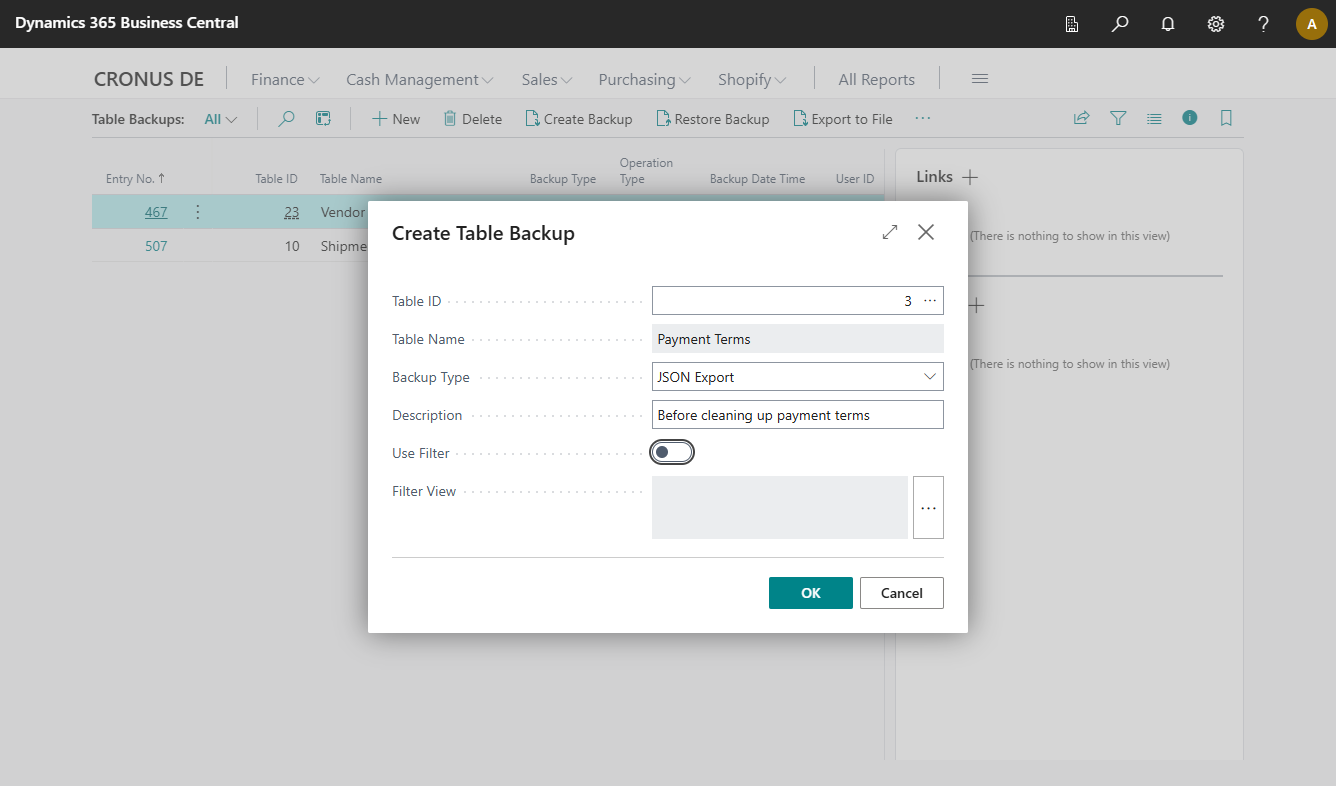 Dynamics 365 Business Central
A
CRONUS DE Finance Cash Management Sales Purchasing Shopify All Reports
Table Backups: All New Delete Create Backup Restore Backup Export to File ...
Entry No. ↑ Table ID Table Name Backup Type Operation Type Backup Date Time User ID
Links
467 23 Vendor
507 10 Shipme
(There is nothing to show in this view)
(There is nothing to show in this view)
Create Table Backup
Table ID 3 ...
Table Name Payment Terms
Backup Type JSON Export
Description Before cleaning up payment terms
Use Filter
Filter View ...
OK Cancel